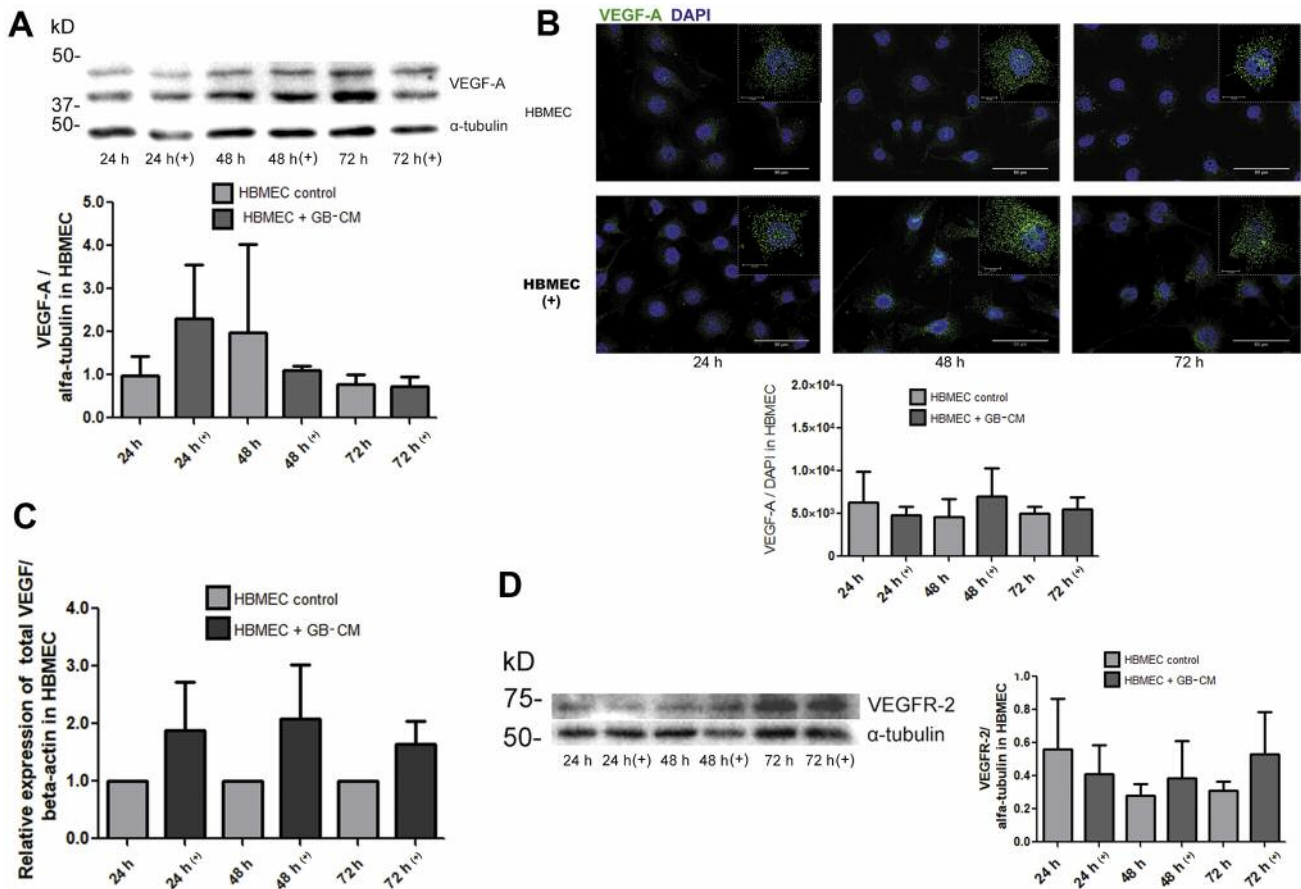 A
kD
50-
37-
50-
VEGF-A
α-tubulin
24 h 24 h(+) 48 h 48 h(+) 72 h 72 h(+)
HBMEC control
HBMEC + GB-CM
VEGF-A /
alfa-tubulin in HBMEC
5.0
4.0
3.0
2.0
1.0
0.0
24 h 24 h (+) 48 h 48 h (+) 72 h 72 h (+)
B
VEGF-A DAPI
HBMEC
HBMEC
(+)
24 h 48 h 72 h
HBMEC control
HBMEC + GB-CM
VEGF-A / DAPI in HBMEC
2.0×10⁴
1.5×10⁴
1.0×10⁴
5.0×10³
0
24 h 24 h (+) 48 h 48 h (+) 72 h 72 h (+)
C
HBMEC control
HBMEC + GB-CM
Relative expression of total VEGF/
beta-actin in HBMEC
4.0
3.0
2.0
1.0
0.0
24 h 24 h (+) 48 h 48 h (+) 72 h 72 h (+)
D
kD
75-
50-
VEGFR-2
α-tubulin
24 h 24 h(+) 48 h 48 h(+) 72 h 72 h(+)
HBMEC control
HBMEC + GB-CM
VEGFR-2/
alfa-tubulin in HBMEC
1.0
0.8
0.6
0.4
0.2
0.0
24 h 24 h (+) 48 h 48 h (+) 72 h 72 h (+)